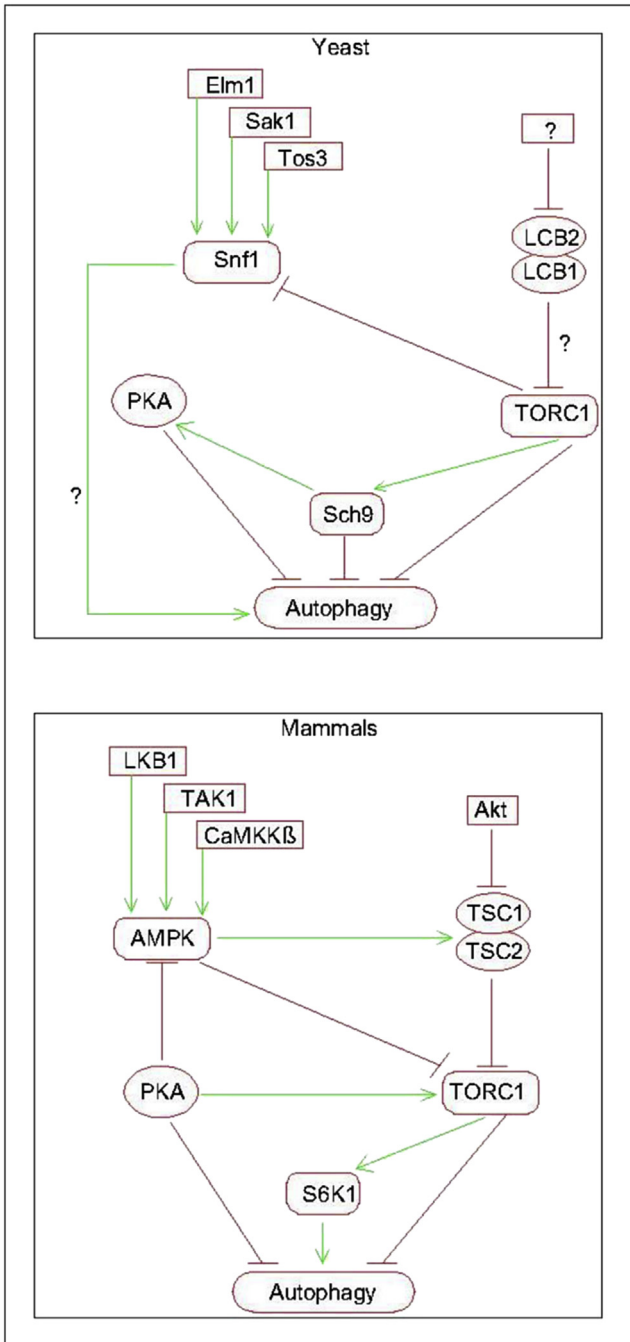 Yeast
Elm1
Sak1
Tos3
?
LCB2
LCB1
Snf1
?
PKA
TORC1
?
Sch9
Autophagy
Mammals
LKB1
TAK1
CaMKKß
Akt
TSC1
AMPK
TSC2
PKA
TORC1
S6K1
Autophagy